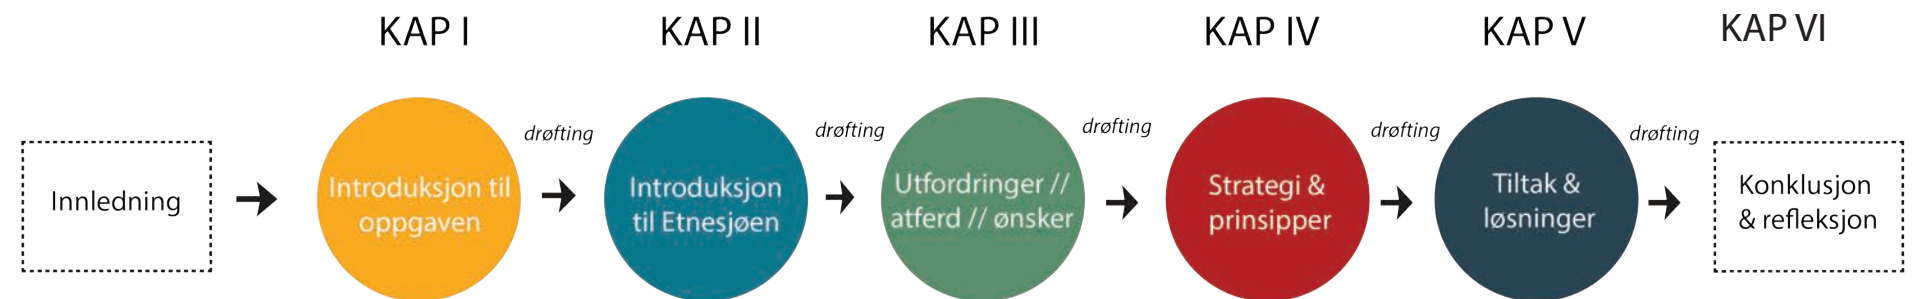 KAP I
KAP II
KAP III
KAP IV
KAP V
KAP VI
Innledning
Introduksjon til
oppgaven
drøfting
Introduksjon
til Etnesjøen
drøfting
Utfordringer //
atferd // ønsker
drøfting
Strategi &
prinsipper
drøfting
Tiltak &
løsninger
drøfting
Konklusjon
& refleksjon